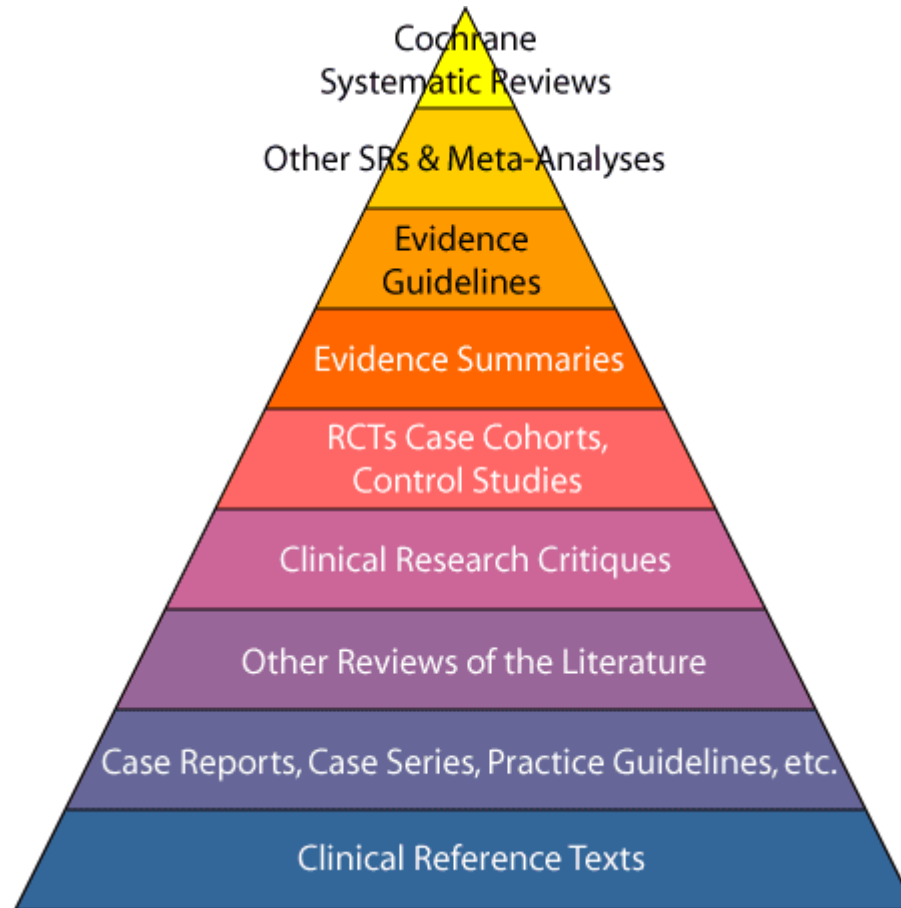 Cochrane
Systematic Reviews
Other SRs & Meta-Analyses
Evidence
Guidelines
Evidence Summaries
RCTs Case Cohorts,
Control Studies
Clinical Research Critiques
Other Reviews of the Literature
Case Reports, Case Series, Practice Guidelines, etc.
Clinical Reference Texts